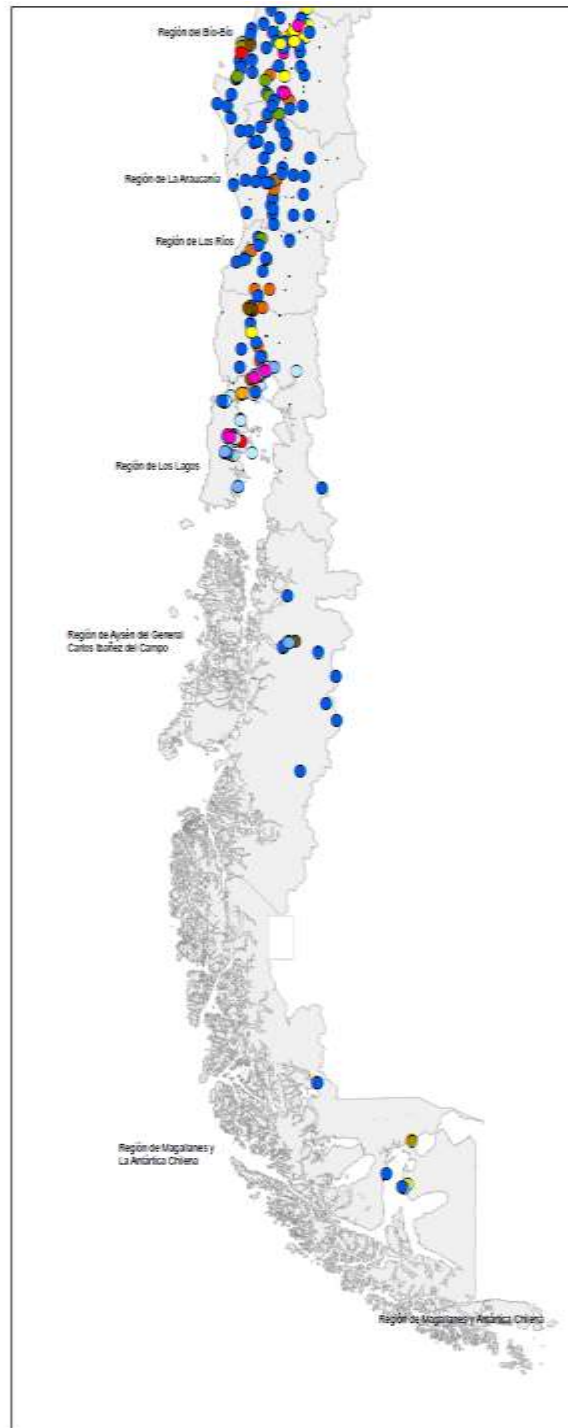 Región del Bío-Bío
Región de La Araucanía
Región de Los Ríos
Región de Los Lagos
Región de Aysén del General
Carlos Ibañez del Campo
Región de Magallanes y
La Antártica Chilena
Región de Magallanes y Antártica Chilena